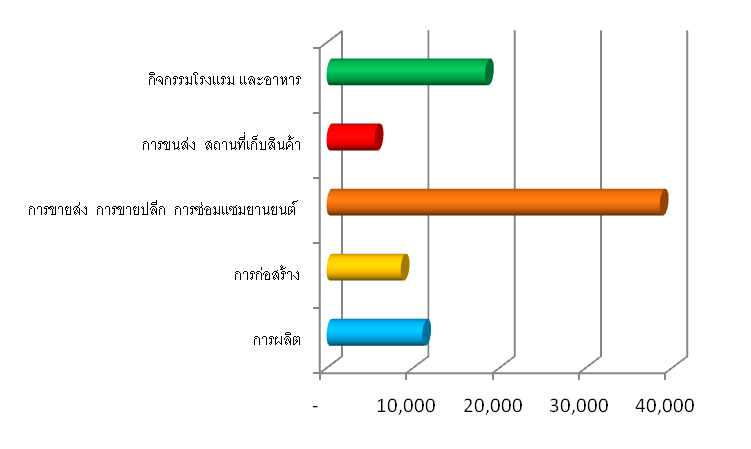 กิจกรรมโรงแรม และอาหาร
การขนส่ง สถานที่เก็บสินค้า
การขายส่ง การขายปลีก การซ่อมแซมยานยนต์
การก่อสร้าง
การผลิต
- 10,000 20,000 30,000 40,000